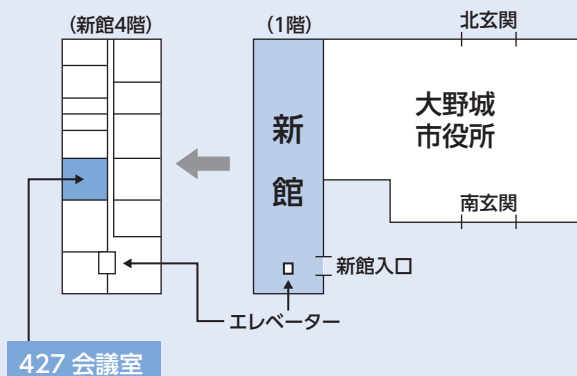 (新館4階)
(1階)
北玄関
大野城
市役所
新館
南玄関
新館入口
エレベーター
427 会議室